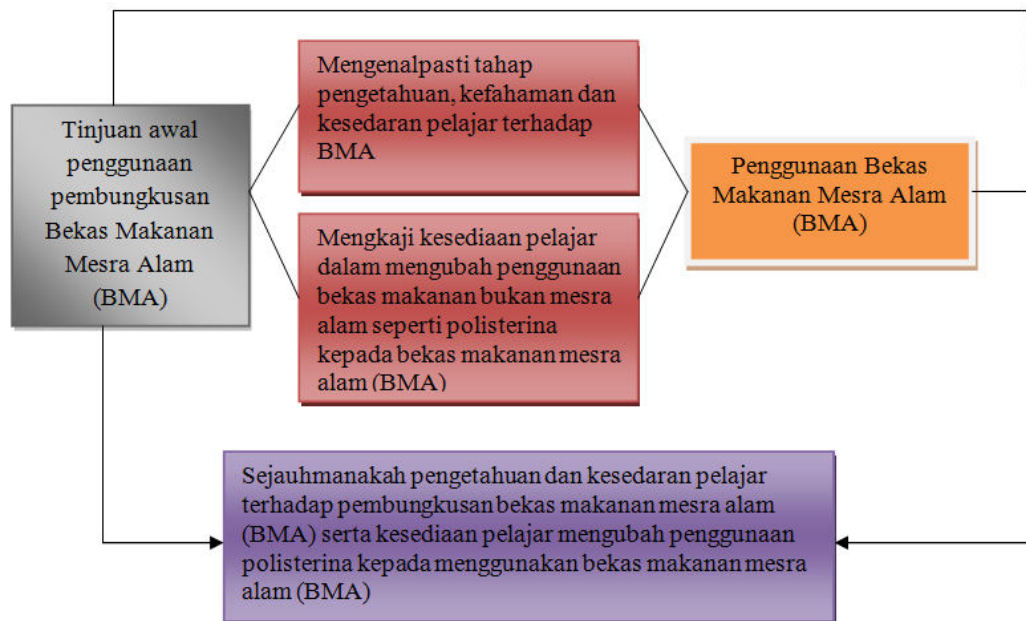 Tinjuan awal
penggunaan
pembungkusan
Bekas Makanan
Mesra Alam
(BMA)
Mengenalpasti tahap
pengetahuan, kefahaman dan
kesedaran pelajar terhadap
BMA
Mengkaji kesediaan pelajar
dalam mengubah penggunaan
bekas makanan bukan mesra
alam seperti polisterina
kepada bekas makanan mesra
alam (BMA)
Penggunaan Bekas
Makanan Mesra Alam
(BMA)
Sejauhmanakah pengetahuan dan kesedaran pelajar
terhadap pembungkusan bekas makanan mesra alam
(BMA) serta kesediaan pelajar mengubah penggunaan
polisterina kepada menggunakan bekas makanan mesra
alam (BMA)